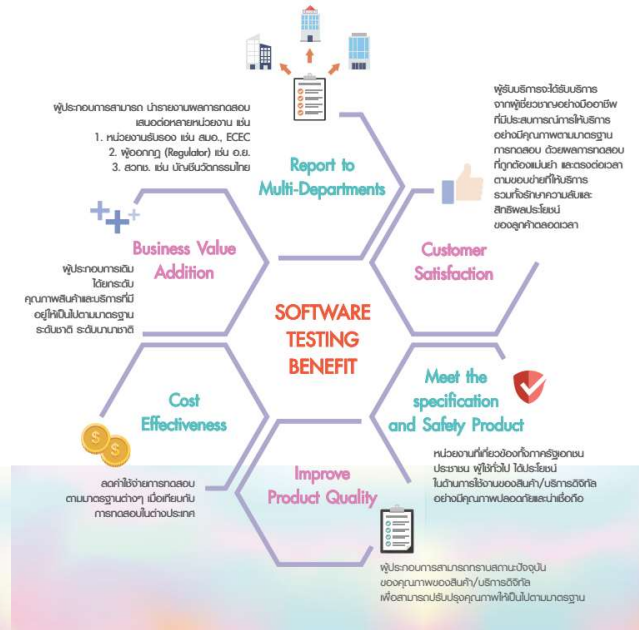 ผู้ประกอบการสามารถ นำรายงานผลการทดสอบ
เสนอต่อหลายหน่วยงาน เช่น
1. หน่วยงานรับรอง เช่น สมอ., ECEC
2. ผู้ออกกฎ (Regulator) เช่น อ.ย.
3. สวทช. เช่น บัญชีนวัตกรรมไทย
Report to
Multi-Departments
ผู้รับบริการจะได้รับบริการ
จากผู้เชี่ยวชาญอย่างมืออาชีพ
ที่มีประสบการณ์การให้บริการ
อย่างมีคุณภาพตามมาตรฐาน
การทดสอบ ด้วยผลการทดสอบ
ที่ถูกต้องแม่นยำ และตรงต่อเวลา
ตามขอบข่ายที่ให้บริการ
รวมทั้งรักษาความลับและ
สิทธิผลประโยชน์
ของลูกค้าตลอดเวลา
Customer
Satisfaction
Business Value
Addition
ผู้ประกอบการเดิม
ได้ยกระดับ
คุณภาพสินค้าและบริการที่มี
อยู่ให้เป็นไปตามมาตรฐาน
ระดับชาติ ระดับนานาชาติ
SOFTWARE
TESTING
BENEFIT
Meet the
specification
and Safety Product
หน่วยงานที่เกี่ยวข้องทั้งภาครัฐเอกชน
ประชาชน ผู้ใช้ทั่วไป ได้ประโยชน์
ในด้านการใช้งานของสินค้า/บริการดิจิทัล
อย่างมีคุณภาพปลอดภัยและน่าเชื่อถือ
Cost
Effectiveness
ลดค่าใช้จ่ายการทดสอบ
ตามมาตรฐานต่างๆ เมื่อเทียบกับ
การทดสอบในต่างประเทศ
Improve
Product Quality
ผู้ประกอบการสามารถทราบสถานะปัจจุบัน
ของคุณภาพของสินค้า/บริการดิจิทัล
เพื่อสามารถปรับปรุงคุณภาพให้เป็นไปตามมาตรฐาน